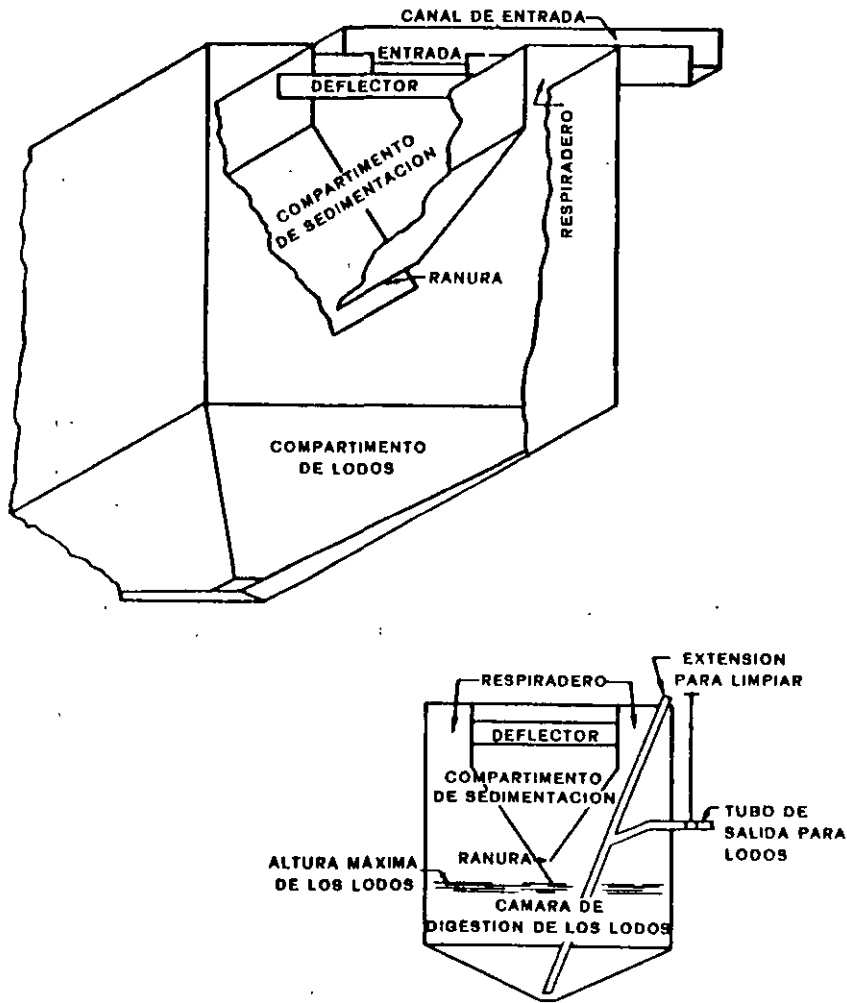 CANAL DE ENTRADA
ENTRADA
DEFLECTOR
COMPARTIMENTO
DE SEDIMENTACION
RESPIRADERO
RANURA
COMPARTIMENTO
DE LODOS
EXTENSION
PARA LIMPIAR
RESPIRADERO
DEFLECTOR
COMPARTIMENTO
DE SEDIMENTACION
TUBO DE
SALIDA PARA
LODOS
RANURA
ALTURA MÁXIMA
DE LOS LODOS
CAMARA DE
DIGESTION DE LOS LODOS